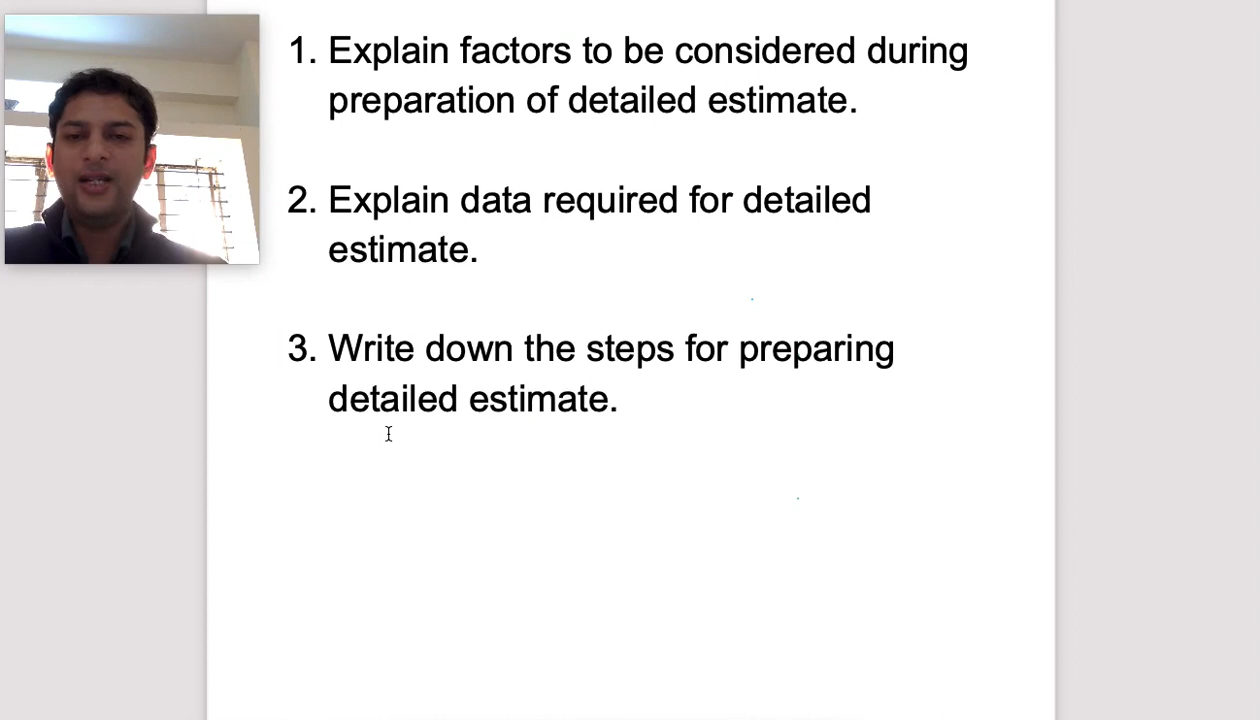 1. Explain factors to be considered during
preparation of detailed estimate.
2. Explain data required for detailed
estimate.
3. Write down the steps for preparing
detailed estimate.